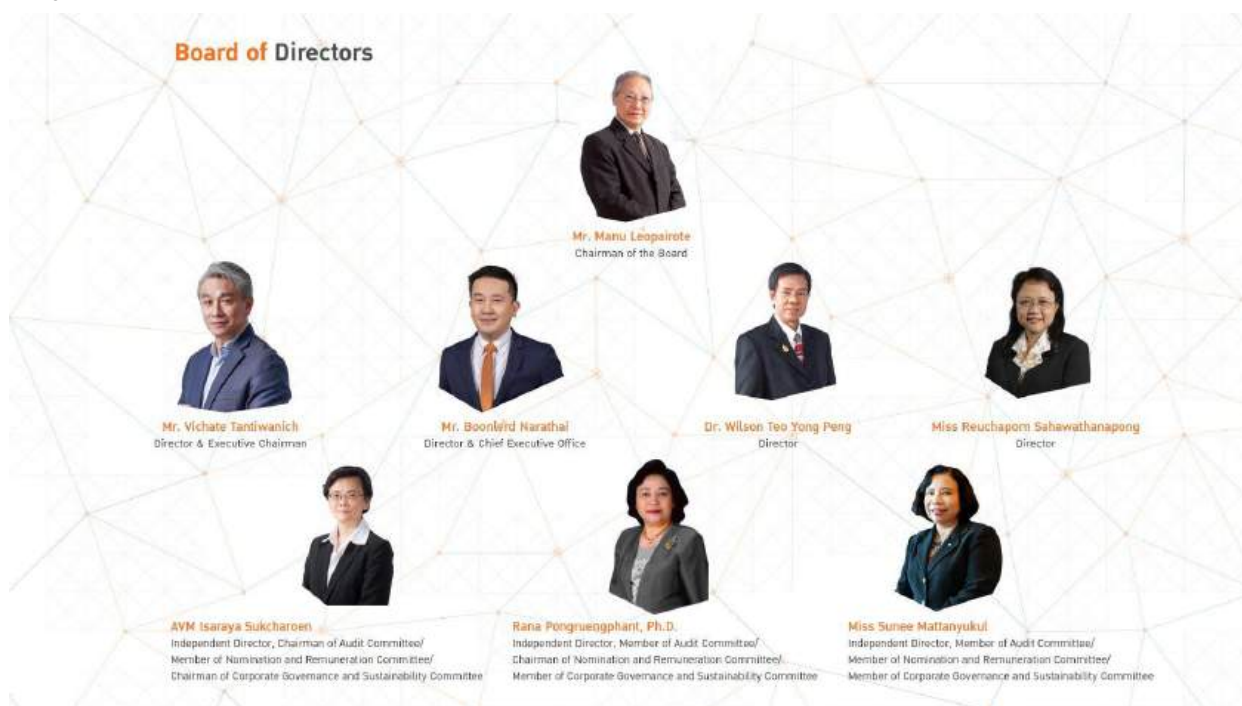 Board of Directors
Mr. Manu Leopairote
Chairman of the Board
Mr. Vichate Tantiwanich
Director & Executive Chairman
Mr. Boonlerd Narathai
Director & Chief Executive Office
Dr. Wilson Teo Yong Peng
Director
Miss Reuchaporn Sahawathanapong
Director
AVM Isaraya Sukcharoen
Independent Director, Chairman of Audit Committee/
Member of Nomination and Remuneration Committee/
Chairman of Corporate Governance and Sustainability Committee
Rana Pongruengphant, Ph.D.
Independent Director, Member of Audit Committee/
Chairman of Nomination and Remuneration Committee/
Member of Corporate Governance and Sustainability Committee
Miss Sunee Mattanyukul
Independent Director, Member of Audit Committee/
Member of Nomination and Remuneration Committee/
Member of Corporate Governance and Sustainability Committee